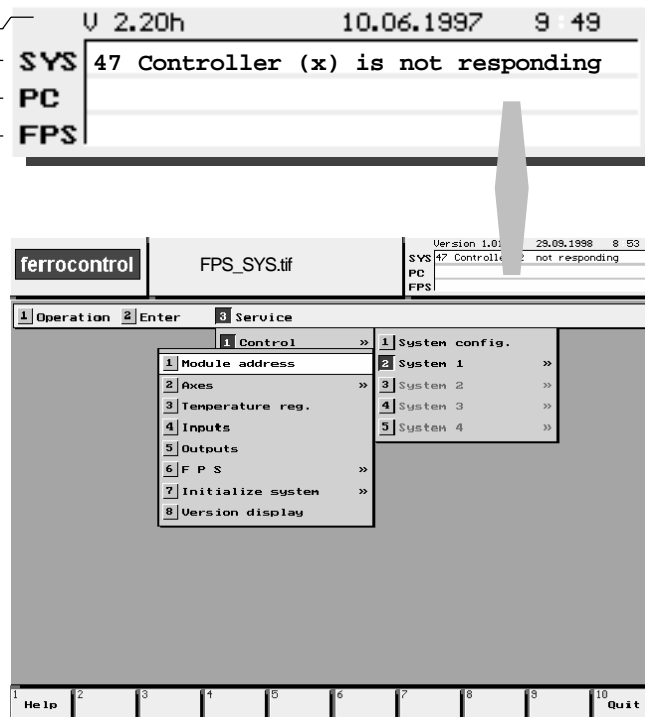 V 2.20h 10.06.1997 9 49
SYS 47 Controller (x) is not responding
PC
FPS
ferrocontrol FPS_SYS.tif
Version 1.0 29.09.1998 8 53
SYS 47 Controlle 2 not responding
PC
FPS
1 Operation 2 Enter 3 Service
1 Control »
1 System config.
2 System 1 »
3 System 2 »
4 System 3 »
5 System 4 »
1 Module address
2 Axes »
3 Temperature reg.
4 Inputs
5 Outputs
6 F P S »
7 Initialize system »
8 Version display
1 Help 2 3 4 5 6 7 8 9 10 Quit